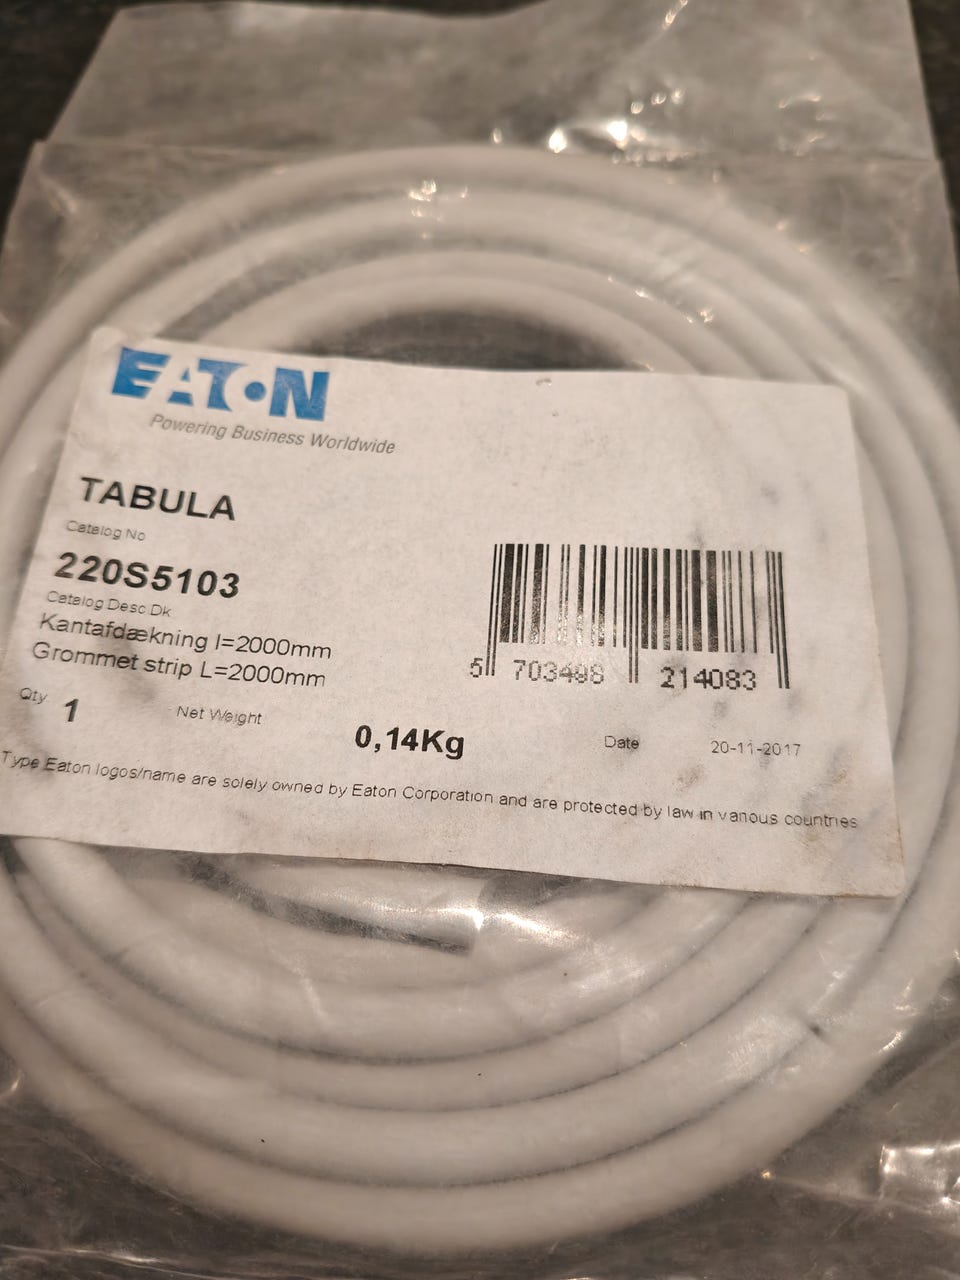 EATON
Powering Business Worldwide
TABULA
Catalog No
220S5103
Catalog Desc Dk
Kantafdækning l=2000mm
Grommet strip L=2000mm
5 703498 214083
Qty 1 Net Weight 0,14Kg Date 20-11-2017
Type Eaton logos/name are solely owned by Eaton Corporation and are protected by law in various countries